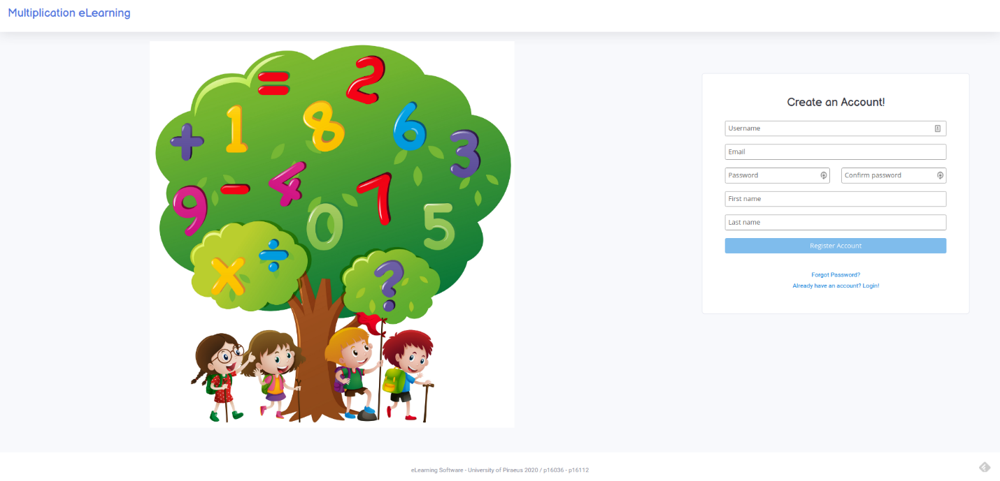 Multiplication eLearning
= 2
+ 1 8 6 3
9 - 4 0 7 5
x ÷ ?
Create an Account!
Username
Email
Password Confirm password
First name
Last name
Register Account
Forgot Password?
Already have an account? Login!
eLearning Software - University of Piraeus 2020 / p16036 - p16112